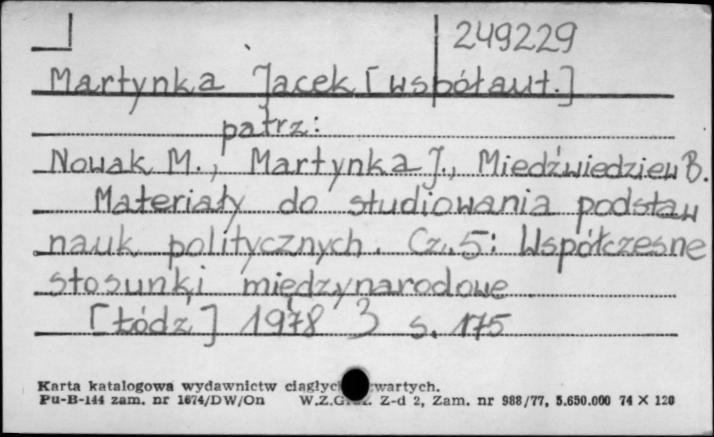 249229
Martynka Jacek [współaut.]
patrz:
Nowak M., Martynka J., Miedźwiedziew B.
Materiały do studiowania podstaw
nauk politycznych. Cz. 5: Współczesne
stosunki międzynarodowe
[Łódź] 1978 3 s. 175
Karta katalogowa wydawnictw ciągłyc wartych.
Pu-B-144 zam. nr 1674/DW/On W.Z.G. Z-d 2, Zam. nr 988/77, 5.650.000 74 X 120